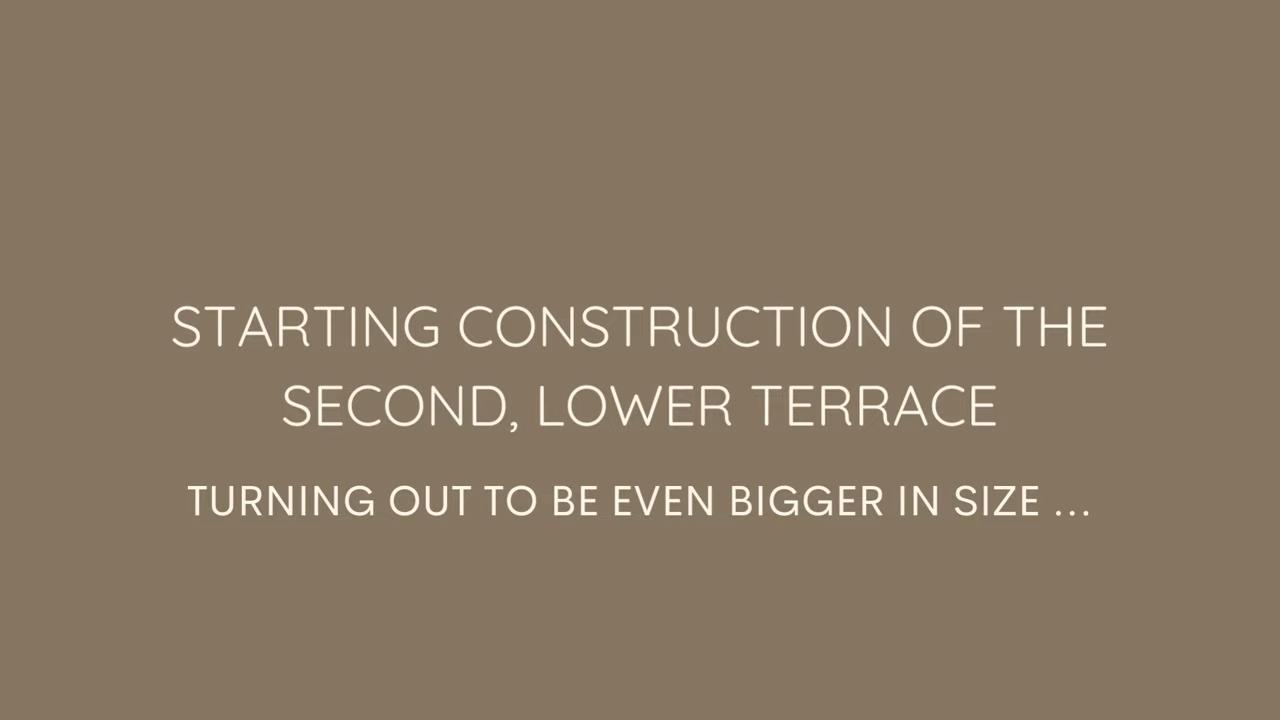 STARTING CONSTRUCTION OF THE
SECOND, LOWER TERRACE
TURNING OUT TO BE EVEN BIGGER IN SIZE ...